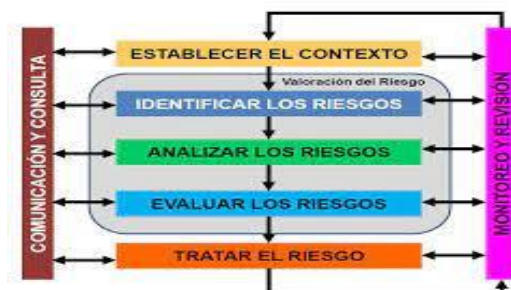 ESTABLECER EL CONTEXTO
Valoración del Riesgo
IDENTIFICAR LOS RIESGOS
ANALIZAR LOS RIESGOS
EVALUAR LOS RIESGOS
TRATAR EL RIESGO
COMUNICACIÓN Y CONSULTA
MONITOREO Y REVISIÓN